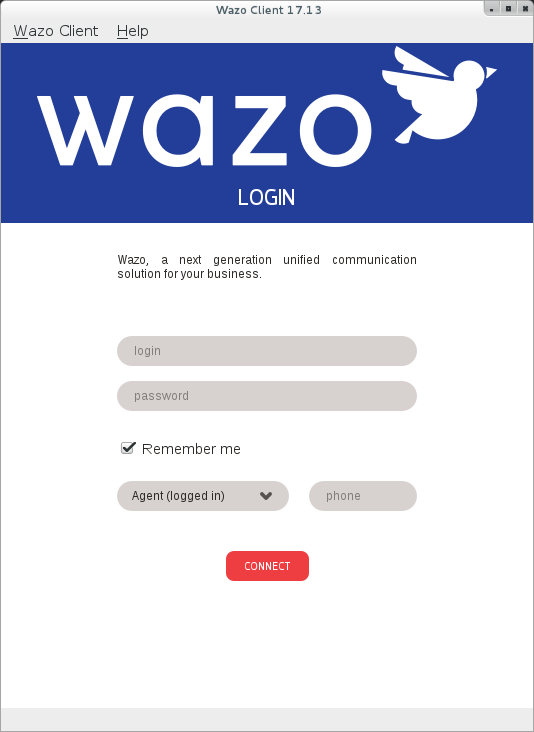 Wazo Client 17.13
Wazo Client Help
wazo
LOGIN
Wazo, a next generation unified communication
solution for your business.
login
password
Remember me
Agent (logged in) phone
CONNECT